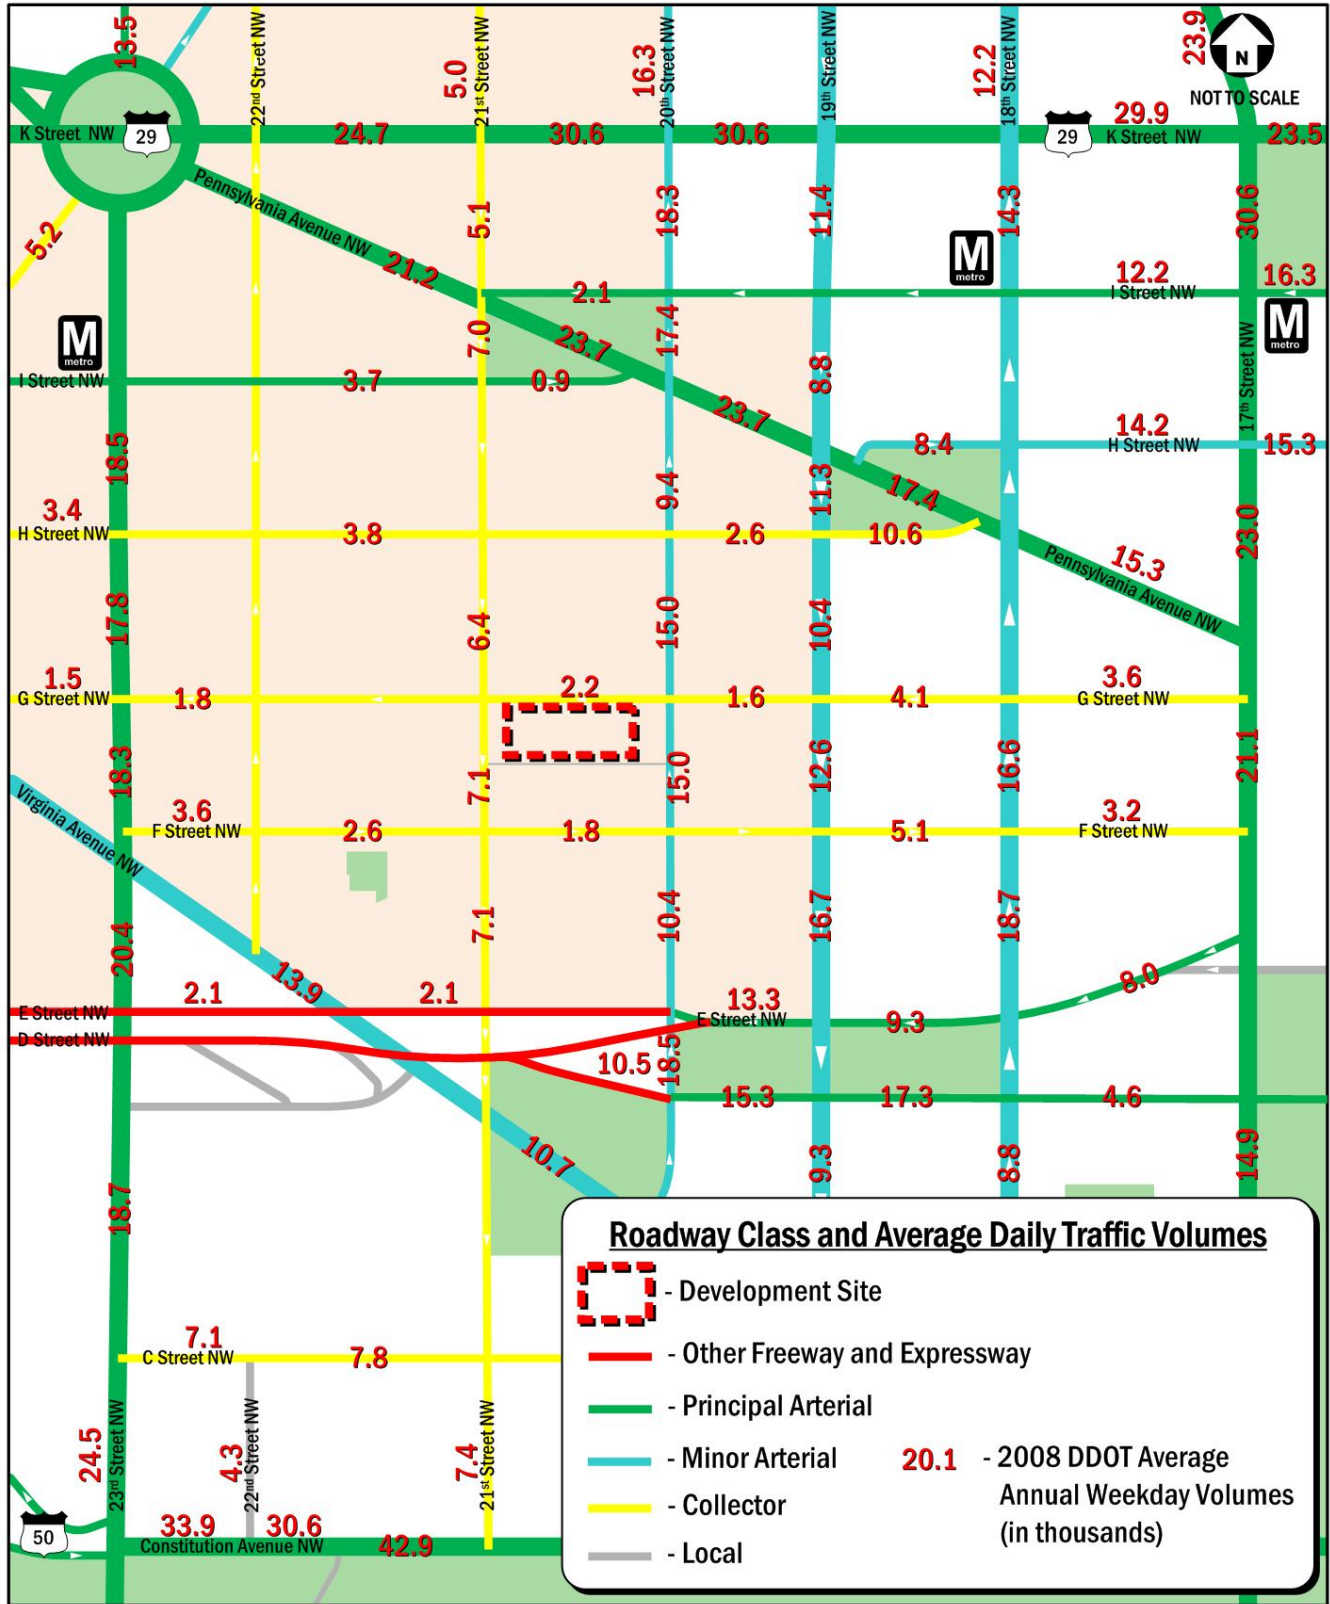 13.5
22nd Street NW
5.0
21st Street NW
16.3
20th Street NW
19th Street NW
12.2
18th Street NW
23.9
N
NOT TO SCALE
K Street NW
29
24.7
30.6
30.6
29
29.9
K Street NW
23.5
5.2
Pennsylvania Avenue NW
21.2
5.1
18.3
11.4
14.3
30.6
M
metro
2.1
12.2
I Street NW
16.3
M
metro
7.0
23.7
17.4
8.8
17th Street NW
M
metro
I Street NW
3.7
0.9
23.7
14.2
H Street NW
15.3
8.4
18.5
9.4
11.3
17.4
3.4
H Street NW
3.8
2.6
10.6
23.0
Pennsylvania Avenue NW
15.3
17.8
6.4
15.0
10.4
1.5
G Street NW
1.8
2.2
1.6
4.1
3.6
G Street NW
18.3
7.1
15.0
12.6
16.6
21.1
Virginia Avenue NW
3.6
F Street NW
2.6
1.8
5.1
3.2
F Street NW
20.4
7.1
10.4
16.7
18.7
2.1
13.9
2.1
13.3
8.0
E Street NW
E Street NW
9.3
D Street NW
10.5
18.5
15.3
17.3
4.6
10.7
9.3
8.8
14.9
18.7
Roadway Class and Average Daily Traffic Volumes
- Development Site
- Other Freeway and Expressway
- Principal Arterial
- Minor Arterial
- Collector
- Local
20.1 - 2008 DDOT Average
Annual Weekday Volumes
(in thousands)
7.1
C Street NW
7.8
24.5
23rd Street NW
4.3
22nd Street NW
7.4
21st Street NW
50
33.9
30.6
Constitution Avenue NW
42.9